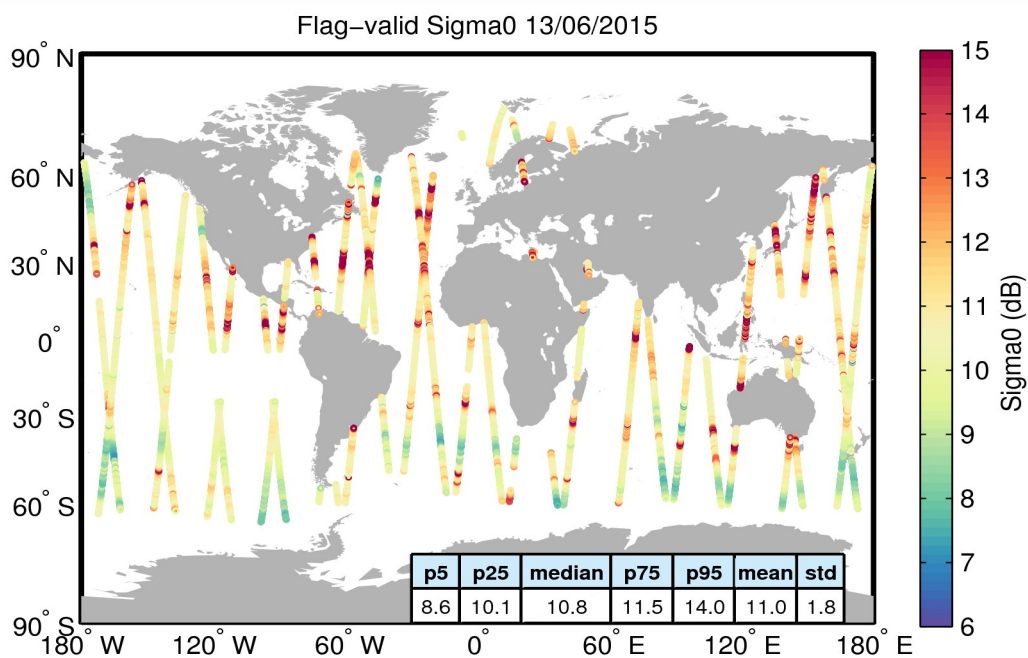 Flag−valid Sigma0 13/06/2015
90° N
60° N
30° N
0°
30° S
60° S
90° S
180° W
120° W
60° W
0°
60° E
120° E
180° E
15
14
13
12
11
10
9
8
7
6
Sigma0 (dB)
p5 p25 median p75 p95 mean std
8.6 10.1 10.8 11.5 14.0 11.0 1.8